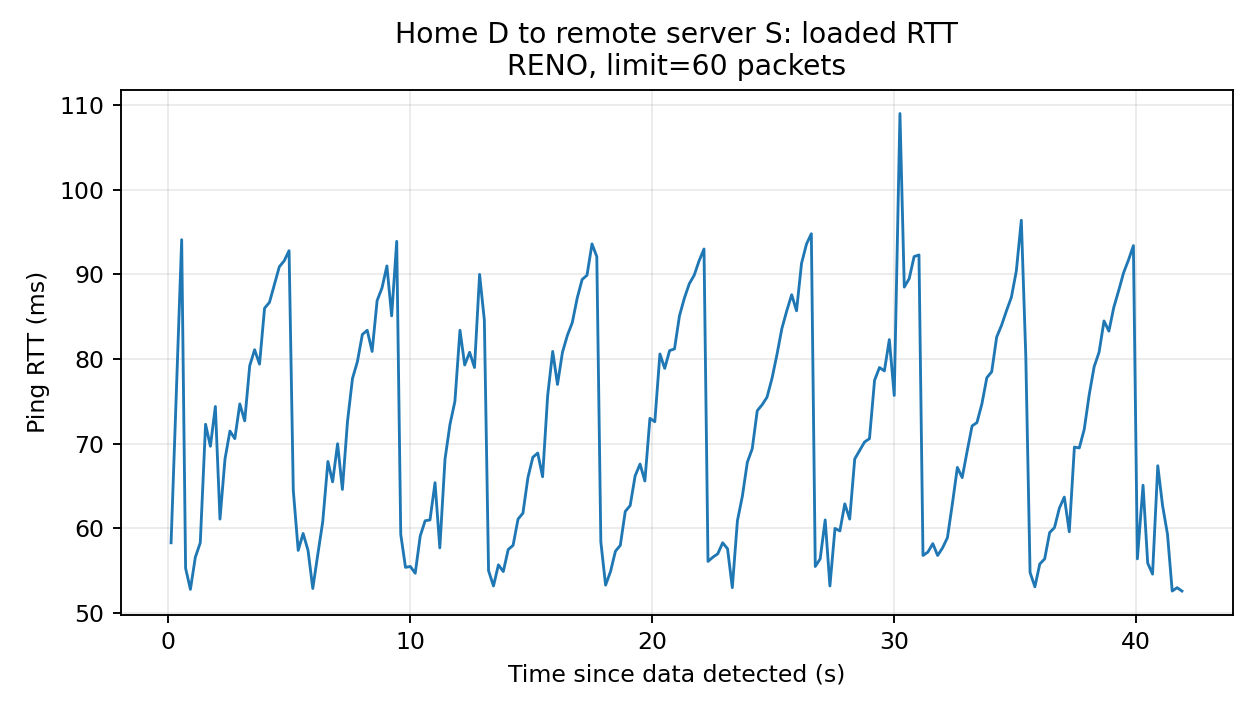 Home D to remote server S: loaded RTT
RENO, limit=60 packets
110
100
90
80
70
60
50
Ping RTT (ms)
0 10 20 30 40
Time since data detected (s)